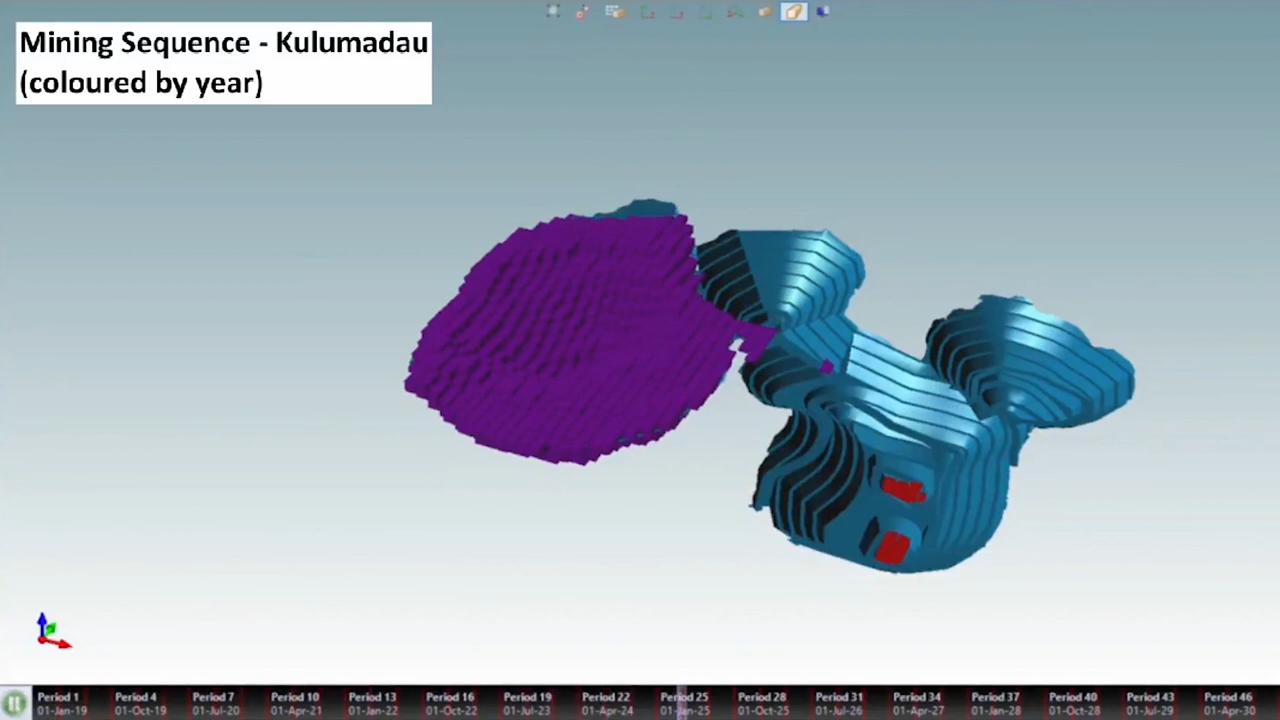 Mining Sequence - Kulumadau
(coloured by year)
Period 1 Period 4 Period 7 Period 10 Period 13 Period 16 Period 19 Period 22 Period 25 Period 28 Period 31 Period 34 Period 37 Period 40 Period 43 Period 46
01-Jan-19 01-Oct-19 01-Jul-20 01-Apr-21 01-Jan-22 01-Oct-22 01-Jul-23 01-Apr-24 01-Jan-25 01-Oct-25 01-Jul-26 01-Apr-27 01-Jan-28 01-Oct-28 01-Jul-29 01-Apr-30